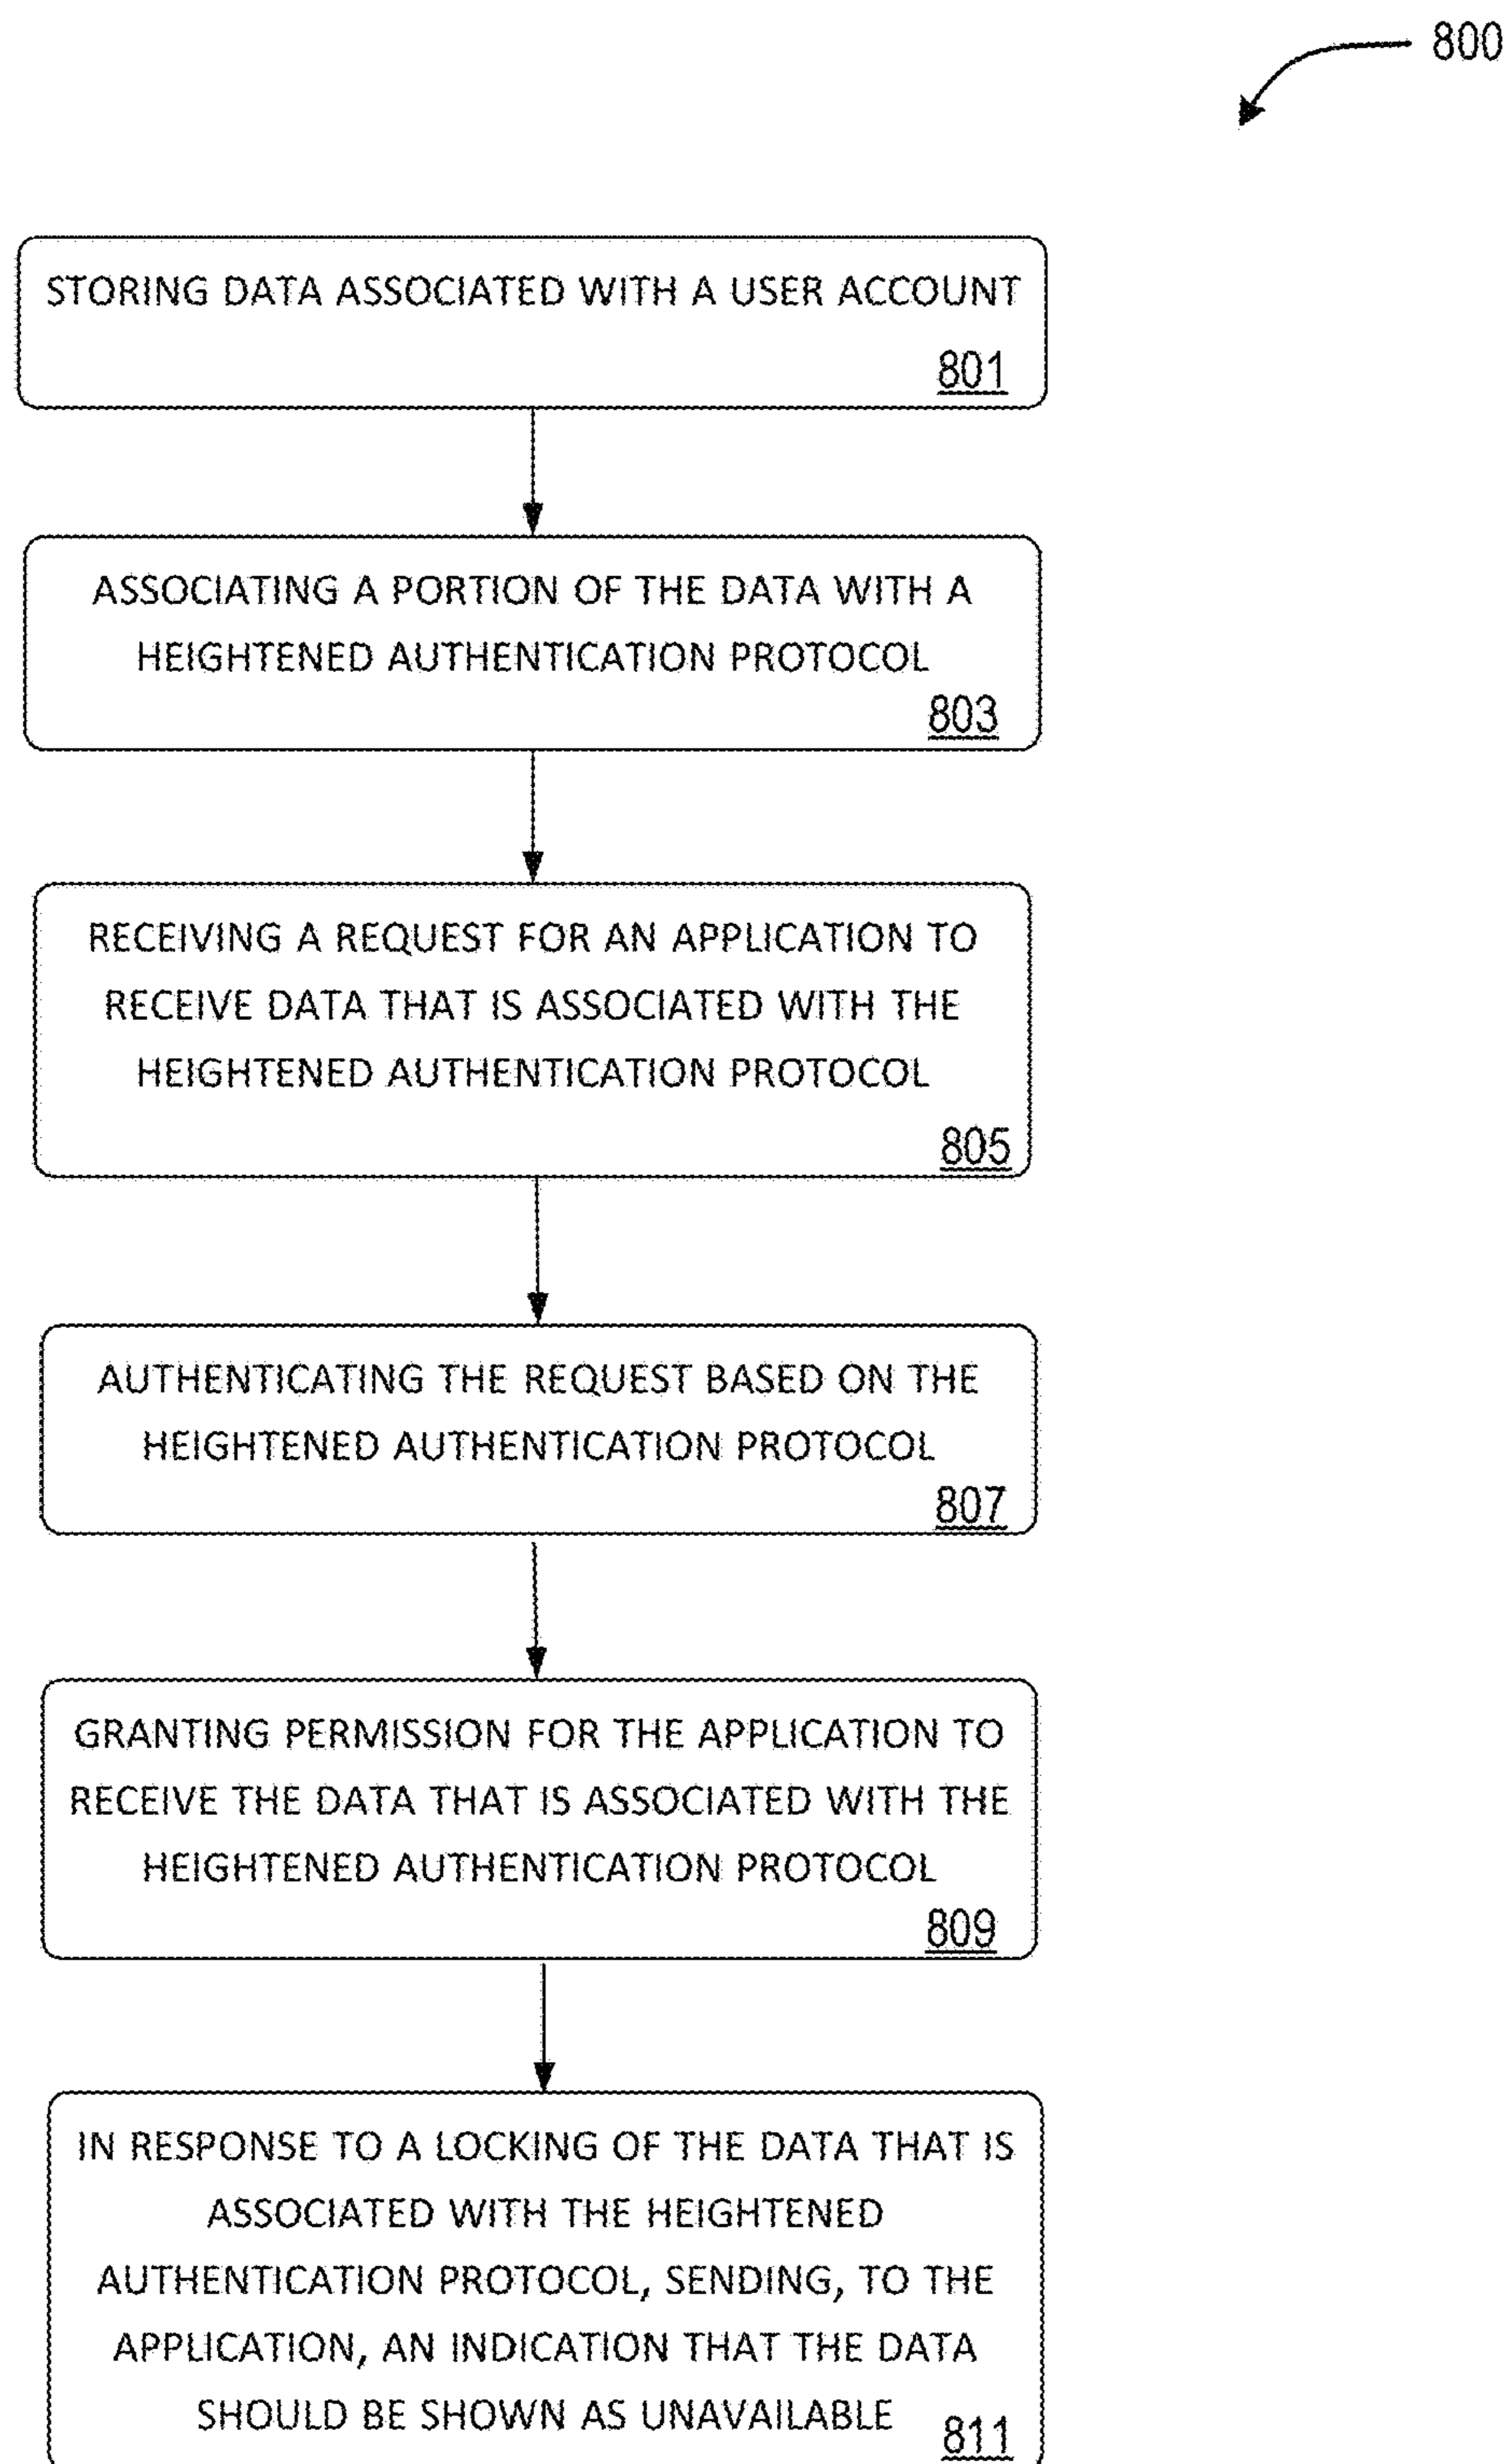 800
STORING DATA ASSOCIATED WITH A USER ACCOUNT
801
ASSOCIATING A PORTION OF THE DATA WITH A
HEIGHTENED AUTHENTICATION PROTOCOL
803
RECEIVING A REQUEST FOR AN APPLICATION TO
RECEIVE DATA THAT IS ASSOCIATED WITH THE
HEIGHTENED AUTHENTICATION PROTOCOL
805
AUTHENTICATING THE REQUEST BASED ON THE
HEIGHTENED AUTHENTICATION PROTOCOL
807
GRANTING PERMISSION FOR THE APPLICATION TO
RECEIVE THE DATA THAT IS ASSOCIATED WITH THE
HEIGHTENED AUTHENTICATION PROTOCOL
809
IN RESPONSE TO A LOCKING OF THE DATA THAT IS
ASSOCIATED WITH THE HEIGHTENED
AUTHENTICATION PROTOCOL, SENDING, TO THE
APPLICATION, AN INDICATION THAT THE DATA
SHOULD BE SHOWN AS UNAVAILABLE
811